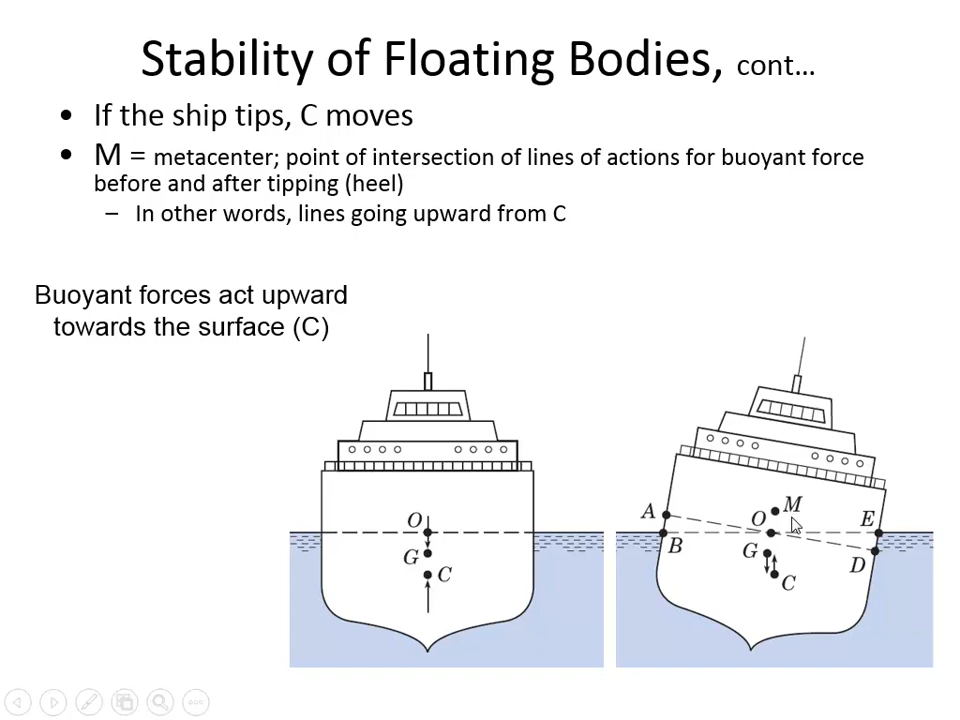 Stability of Floating Bodies, cont…
• If the ship tips, C moves
• M = metacenter; point of intersection of lines of actions for buoyant force
before and after tipping (heel)
– In other words, lines going upward from C
Buoyant forces act upward
towards the surface (C)
O
G
C
A
B
O
M
G
C
E
D